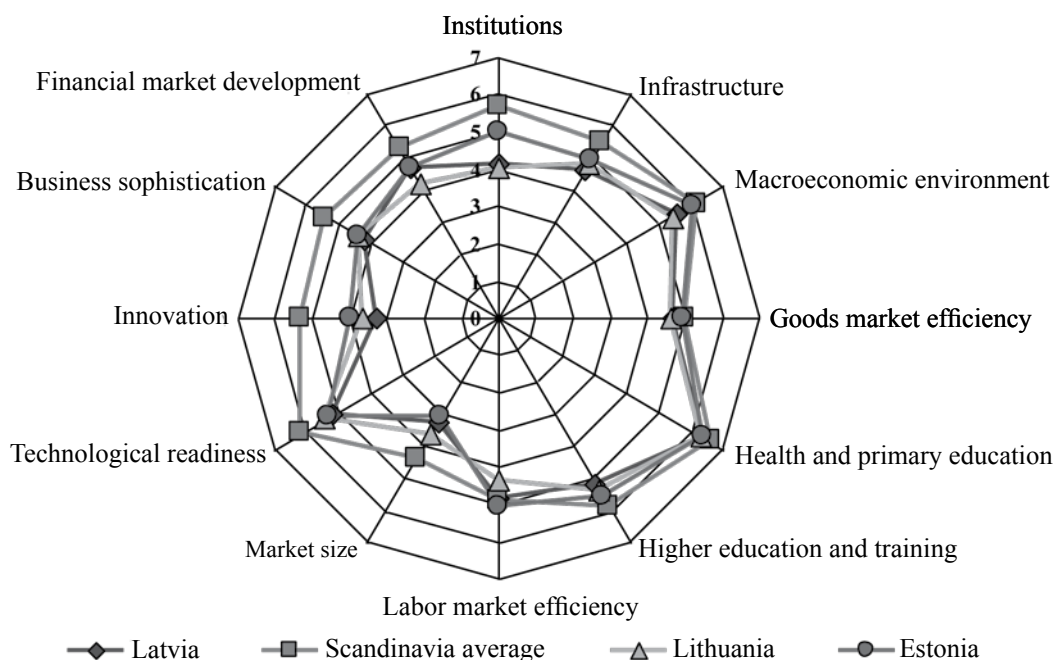 Institutions
7
Financial market development
Infrastructure
6
5
Business sophistication
4
Macroeconomic environment
3
2
1
Innovation
0
Goods market efficiency
Technological readiness
Health and primary education
Market size
Higher education and training
Labor market efficiency
Latvia
Scandinavia average
Lithuania
Estonia